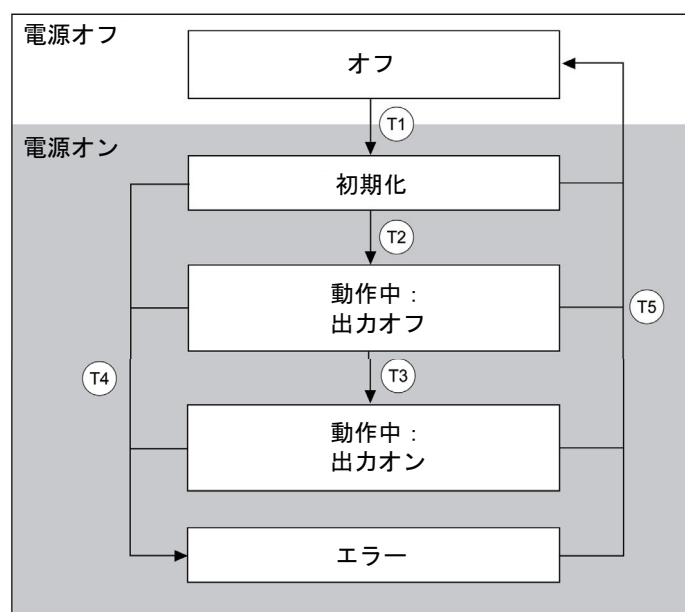 電源オフ
オフ
T1
電源オン
初期化
T2
動作中：
出力オフ
T5
T3
T4
動作中：
出力オン
エラー